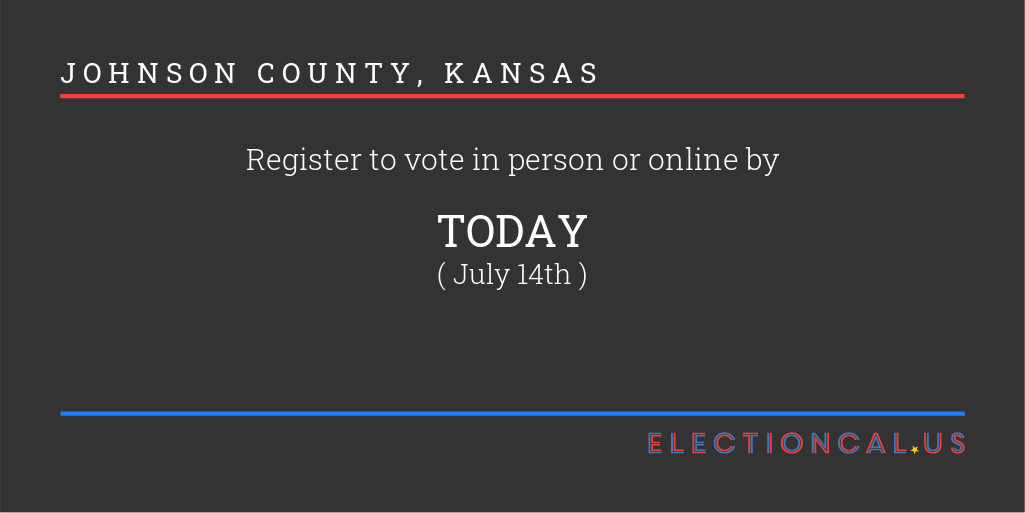 JOHNSON COUNTY, KANSAS
Register to vote in person or online by
TODAY
( July 14th )
ELECTIONCAL.US